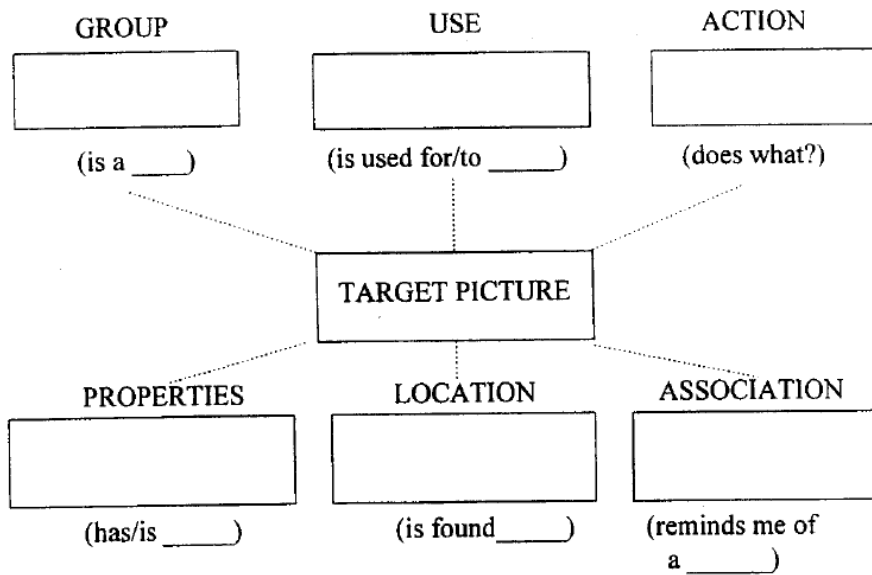 GROUP
USE
ACTION
(is a ____)
(is used for/to _____)
(does what?)
TARGET PICTURE
PROPERTIES
LOCATION
ASSOCIATION
(has/is _____)
(is found_____)
(reminds me of
a ______)